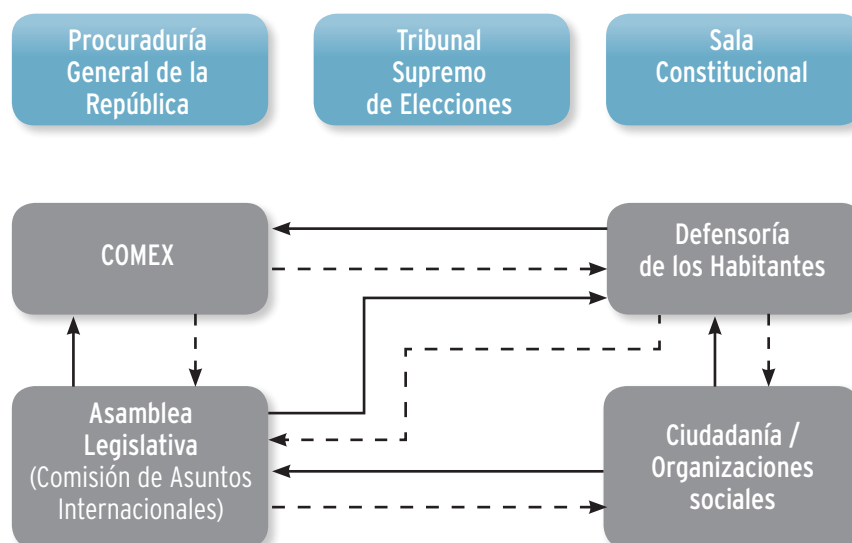 Procuraduría
General de la
República
Tribunal
Supremo
de Elecciones
Sala
Constitucional
COMEX
Defensoría
de los Habitantes
Asamblea
Legislativa
(Comisión de Asuntos
Internacionales)
Ciudadanía /
Organizaciones
sociales